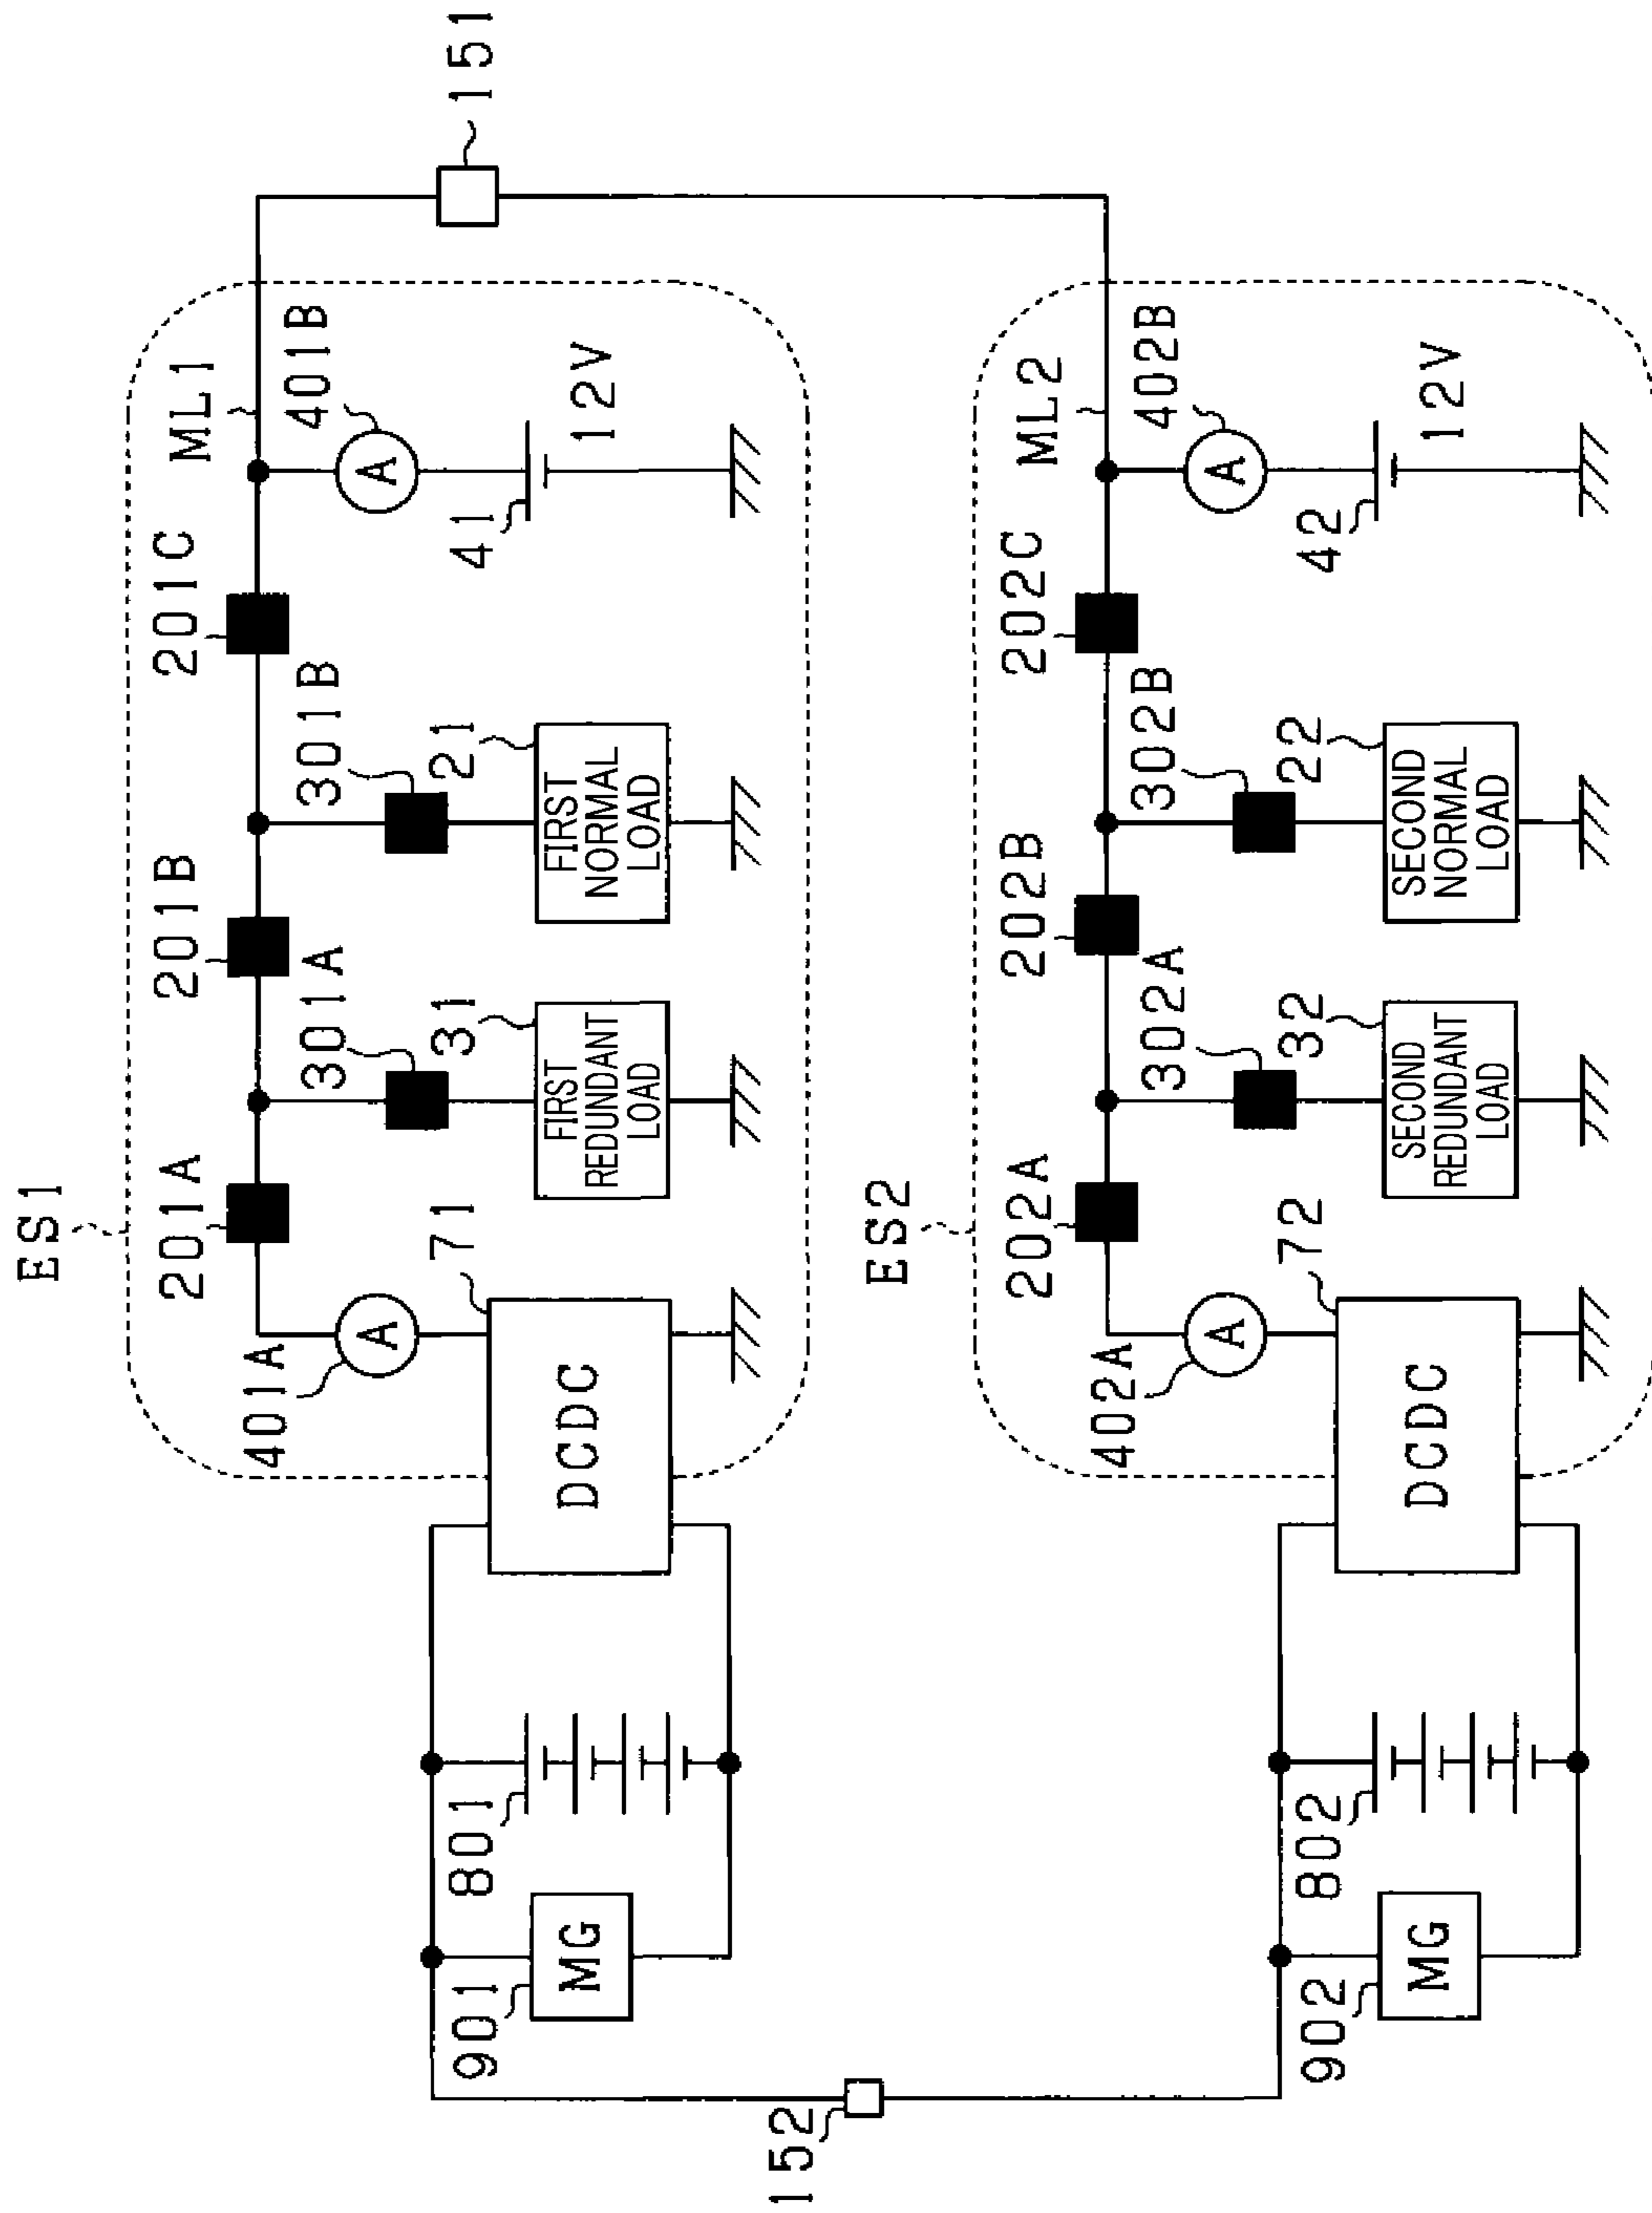 ES1
201A
201B
201C
ML1
401A
301A
301B
401B
A
A
901
801
71
31
21
41
151
MG
DCDC
FIRST
REDUNDANT
LOAD
FIRST
NORMAL
LOAD
12V
152
ES2
202A
202B
202C
ML2
402A
302A
302B
402B
A
A
902
802
72
32
22
42
MG
DCDC
SECOND
REDUNDANT
LOAD
SECOND
NORMAL
LOAD
12V